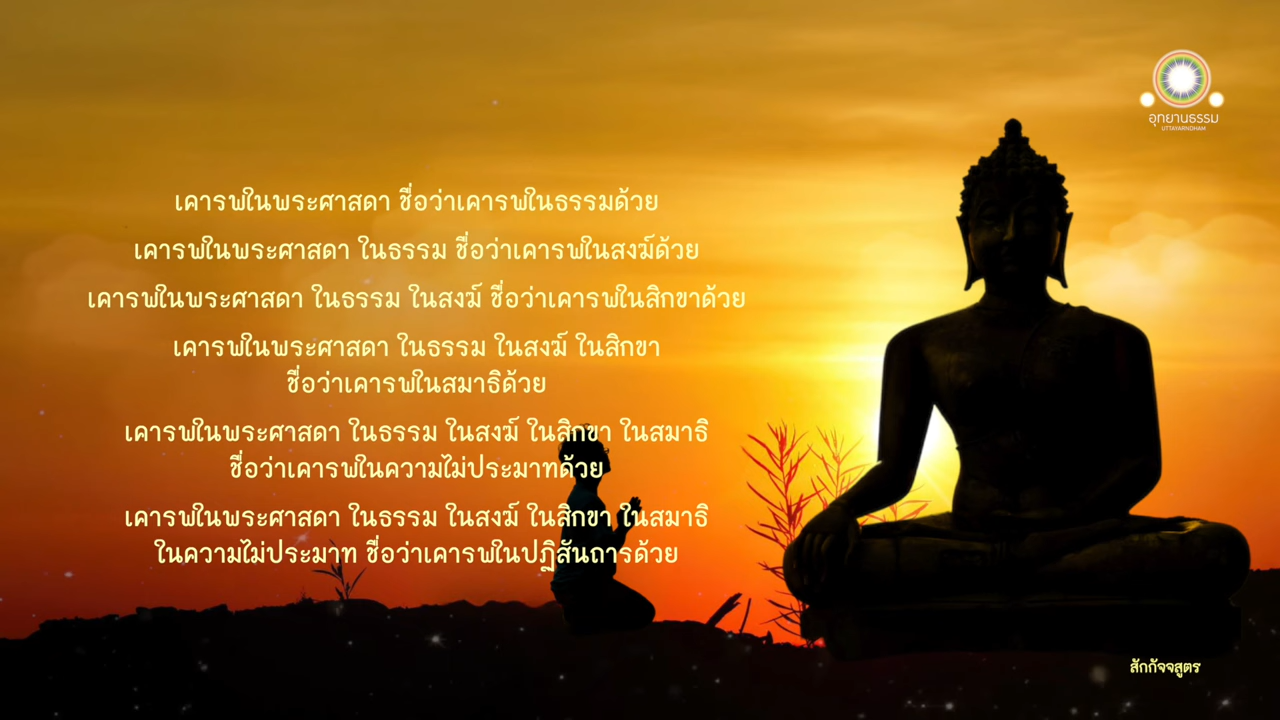 อุทยานธรรม
UTTAYARNDHAM
เคารพในพระศาสดา ชื่อว่าเคารพในธรรมด้วย
เคารพในพระศาสดา ในธรรม ชื่อว่าเคารพในสงฆ์ด้วย
เคารพในพระศาสดา ในธรรม ในสงฆ์ ชื่อว่าเคารพในสิกขาด้วย
เคารพในพระศาสดา ในธรรม ในสงฆ์ ในสิกขา
ชื่อว่าเคารพในสมาธิด้วย
เคารพในพระศาสดา ในธรรม ในสงฆ์ ในสิกขา ในสมาธิ
ชื่อว่าเคารพในความไม่ประมาทด้วย
เคารพในพระศาสดา ในธรรม ในสงฆ์ ในสิกขา ในสมาธิ
ในความไม่ประมาท ชื่อว่าเคารพในปฏิสันถารด้วย
สักกัจจสูตร